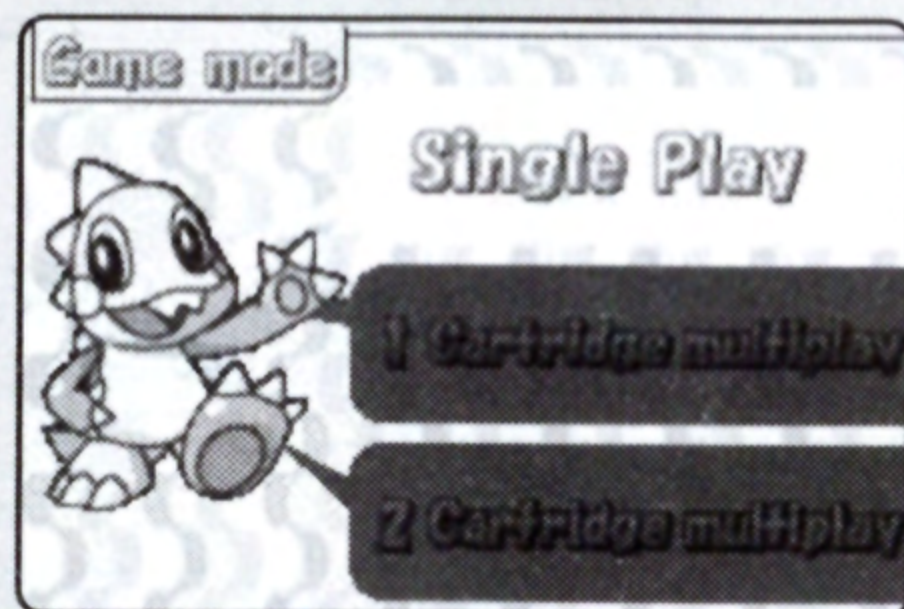 Game mode
Single Play
1 Cartridge multiplay
2 Cartridge multiplay